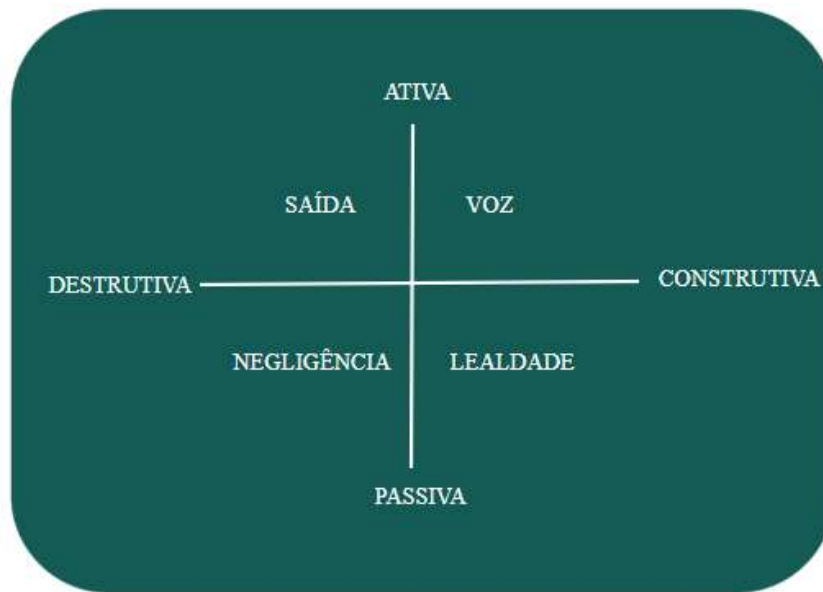 ATIVA
SAÍDA VOZ
DESTRUTIVA CONSTRUTIVA
NEGLIGÊNCIA LEALDADE
PASSIVA